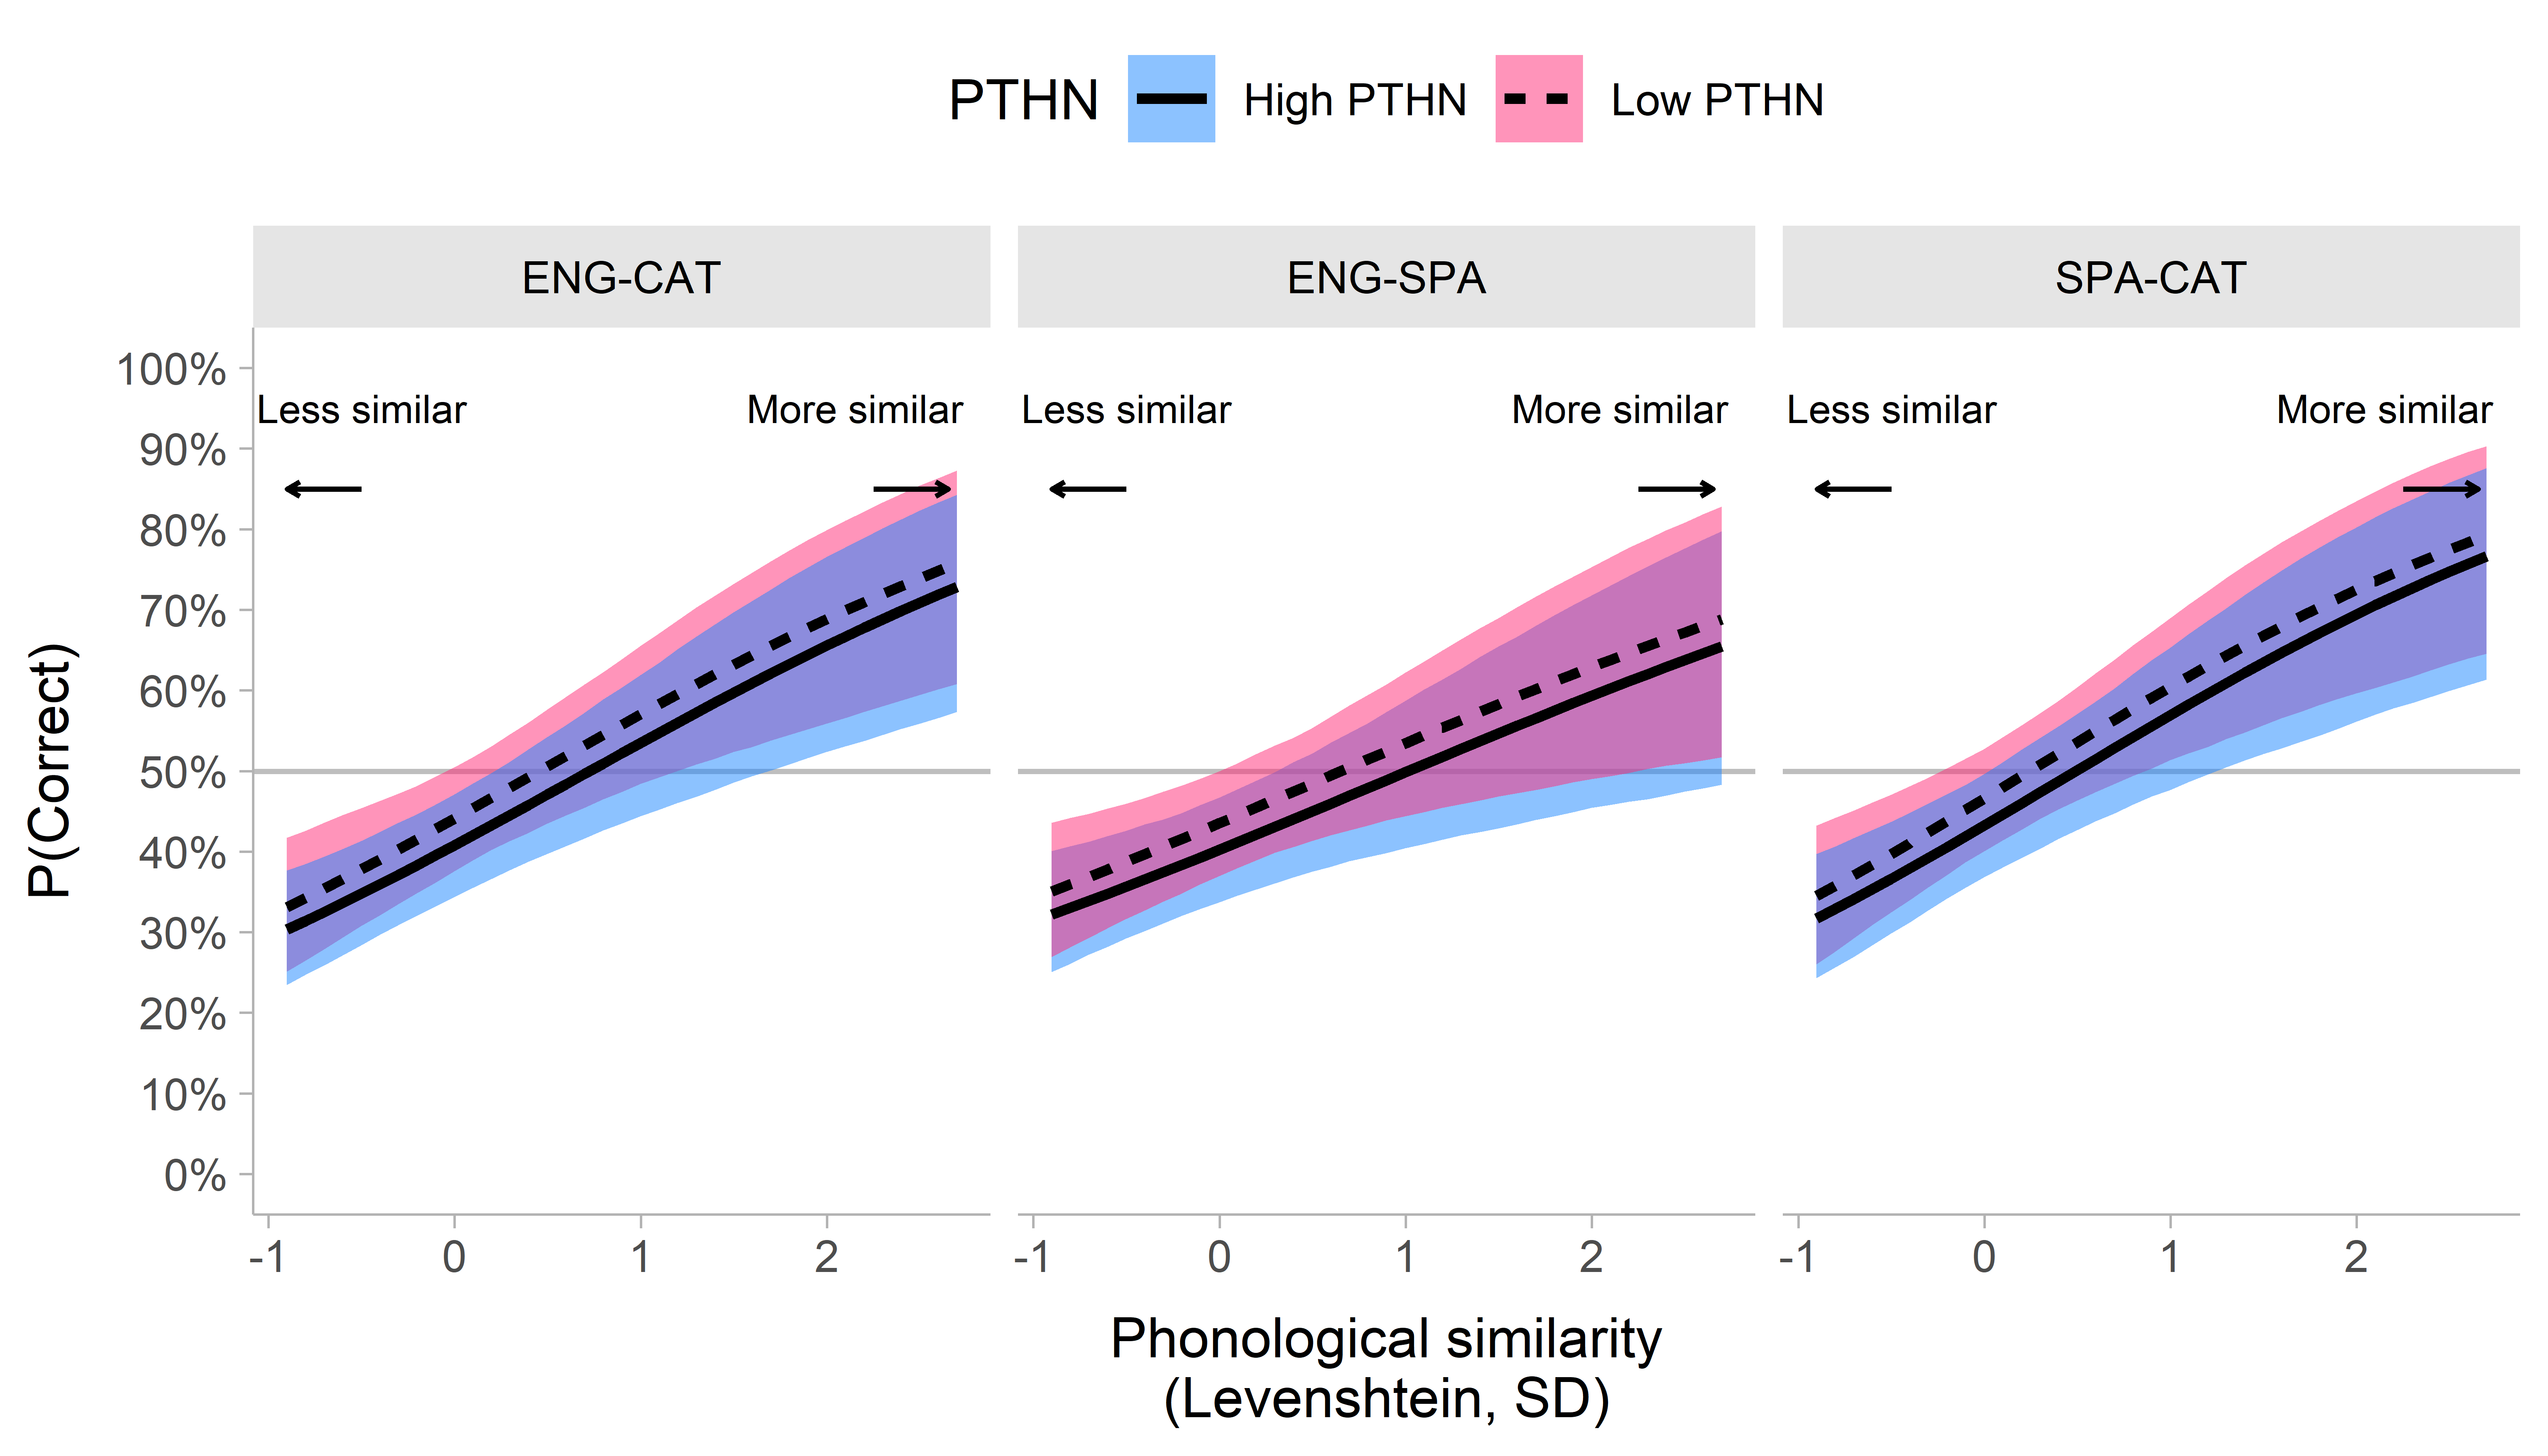 PTHN High PTHN Low PTHN
ENG-CAT ENG-SPA SPA-CAT
100%
Less similar More similar Less similar More similar Less similar More similar
90%
80%
70%
60%
50%
40%
30%
20%
10%
0%
P(Correct)
-1 0 1 2 -1 0 1 2 -1 0 1 2
Phonological similarity
(Levenshtein, SD)